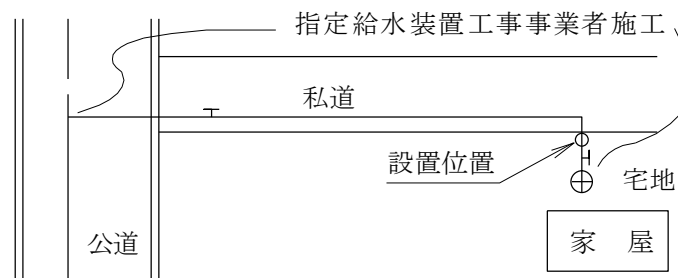 指定給水装置工事事業者施工
私道
設置位置
宅地
公道
家 屋